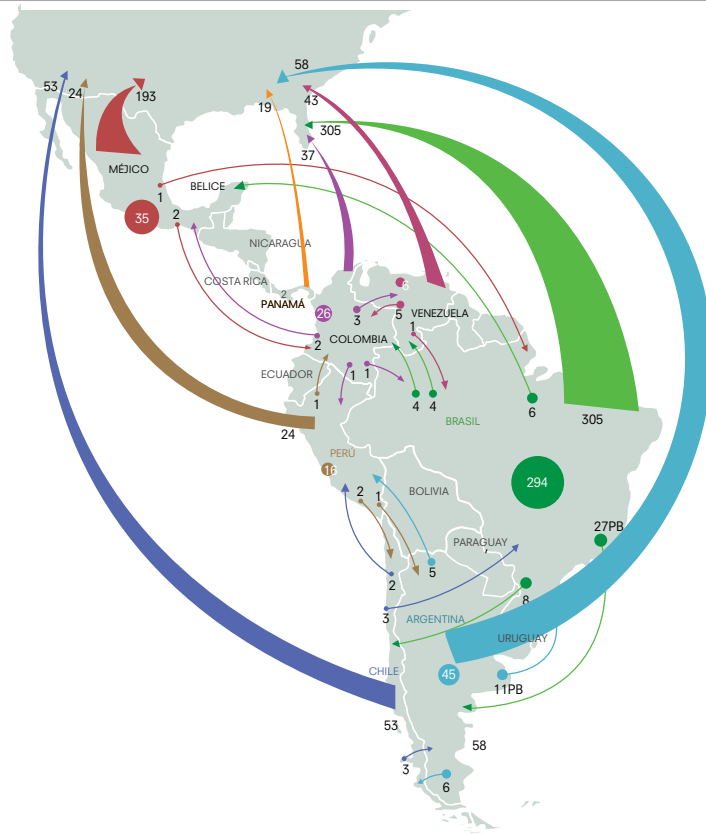 58
53
24
193
43
19
305
37
MÉJICO
BELICE
1
2
35
NICARAGUA
COSTA RICA
2
6
PANAMÁ
26
3
5
VENEZUELA
1
2
COLOMBIA
ECUADOR
1
1
1
4
4
6
305
BRASIL
24
PERÚ
16
294
2
1
BOLIVIA
27PB
PARAGUAY
5
2
8
3
ARGENTINA
URUGUAY
CHILE
45
11PB
53
58
3
6